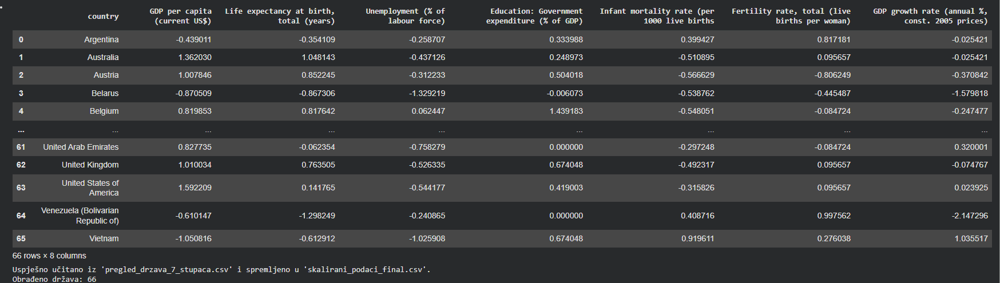 country GDP per capita (current US$) Life expectancy at birth, total (years) Unemployment (% of labour force) Education: Government expenditure (% of GDP) Infant mortality rate (per 1000 live births Fertility rate, total (live births per woman) GDP growth rate (annual %, const. 2005 prices)
0 Argentina -0.439011 -0.354109 -0.258707 0.333988 0.399427 0.817181 -0.025421
1 Australia 1.362030 1.048143 -0.437126 0.248973 -0.510895 0.095657 -0.025421
2 Austria 1.007846 0.852245 -0.312233 0.504018 -0.566629 -0.806249 -0.370842
3 Belarus -0.870509 -0.867306 -1.329219 -0.006073 -0.538762 -0.445487 -1.579818
4 Belgium 0.819853 0.817642 0.062447 1.439183 -0.548051 -0.084724 -0.247477
... ... ... ... ... ... ... ... ...
61 United Arab Emirates 0.827735 -0.062354 -0.758279 0.000000 -0.297248 -0.084724 0.320001
62 United Kingdom 1.010034 0.763505 -0.526335 0.674048 -0.492317 0.095657 -0.074767
63 United States of America 1.592209 0.141765 -0.544177 0.419003 -0.315826 0.095657 0.023925
64 Venezuela (Bolivarian Republic of) -0.610147 -1.298249 -0.240865 0.000000 0.408716 0.997562 -2.147296
65 Vietnam -1.050816 -0.612912 -1.025908 0.674048 0.919611 0.276038 1.035517
66 rows × 8 columns
Uspješno učitano iz 'pregled_drzava_7_stupaca.csv' i spremljeno u 'skalirani_podaci_final.csv'.
Obrađeno država: 66